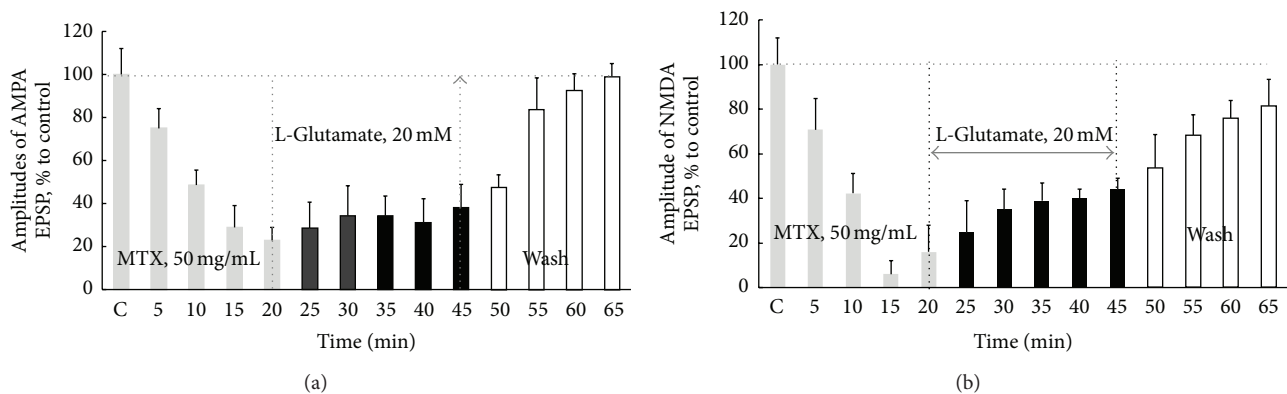 Amplitudes of AMPA
EPSP, % to control
120
100
80
60
40
20
0
L-Glutamate, 20 mM
MTX, 50 mg/mL
Wash
C 5 10 15 20 25 30 35 40 45 50 55 60 65
Time (min)
(a)
Amplitude of NMDA
EPSP, % to control
120
100
80
60
40
20
0
L-Glutamate, 20 mM
MTX, 50 mg/mL
Wash
C 5 10 15 20 25 30 35 40 45 50 55 60 65
Time (min)
(b)